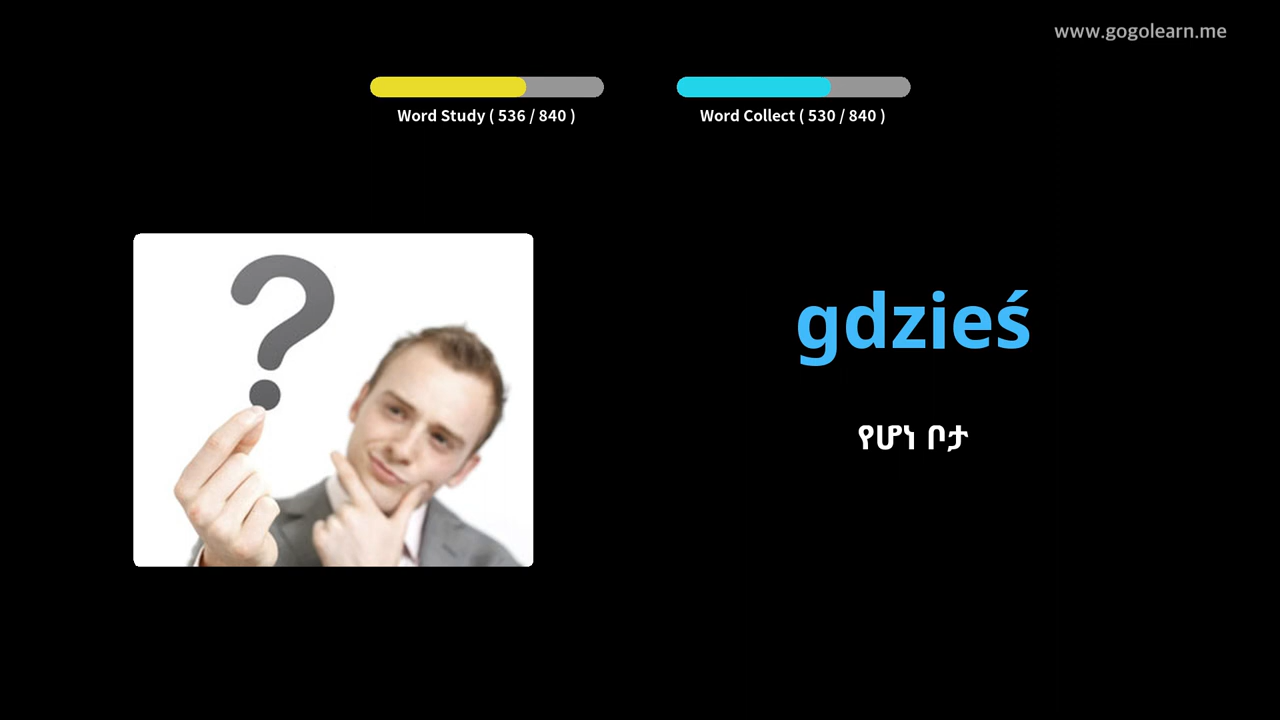 www.gogolearn.me
Word Study ( 536 / 840 )
Word Collect ( 530 / 840 )
gdzieś
የሆነ ቦታ